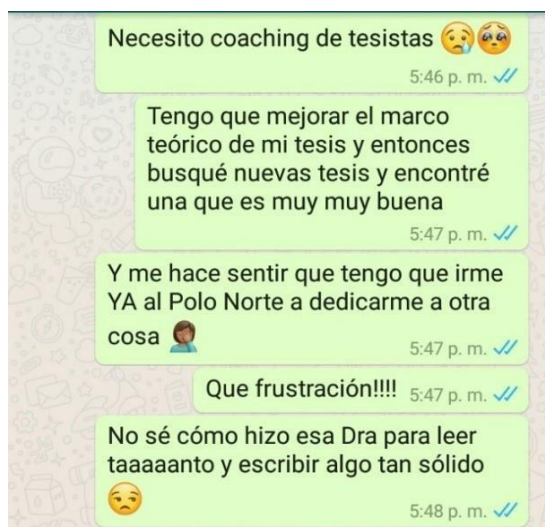 Necesito coaching de tesistas 😢🥺
5:46 p. m.
Tengo que mejorar el marco
teórico de mi tesis y entonces
busqué nuevas tesis y encontré
una que es muy muy buena
5:47 p. m.
Y me hace sentir que tengo que irme
YA al Polo Norte a dedicarme a otra
cosa 🤦🏾‍♀️
5:47 p. m.
Que frustración!!!! 5:47 p. m.
No sé cómo hizo esa Dra para leer
taaaaanto y escribir algo tan sólido
😒
5:48 p. m.